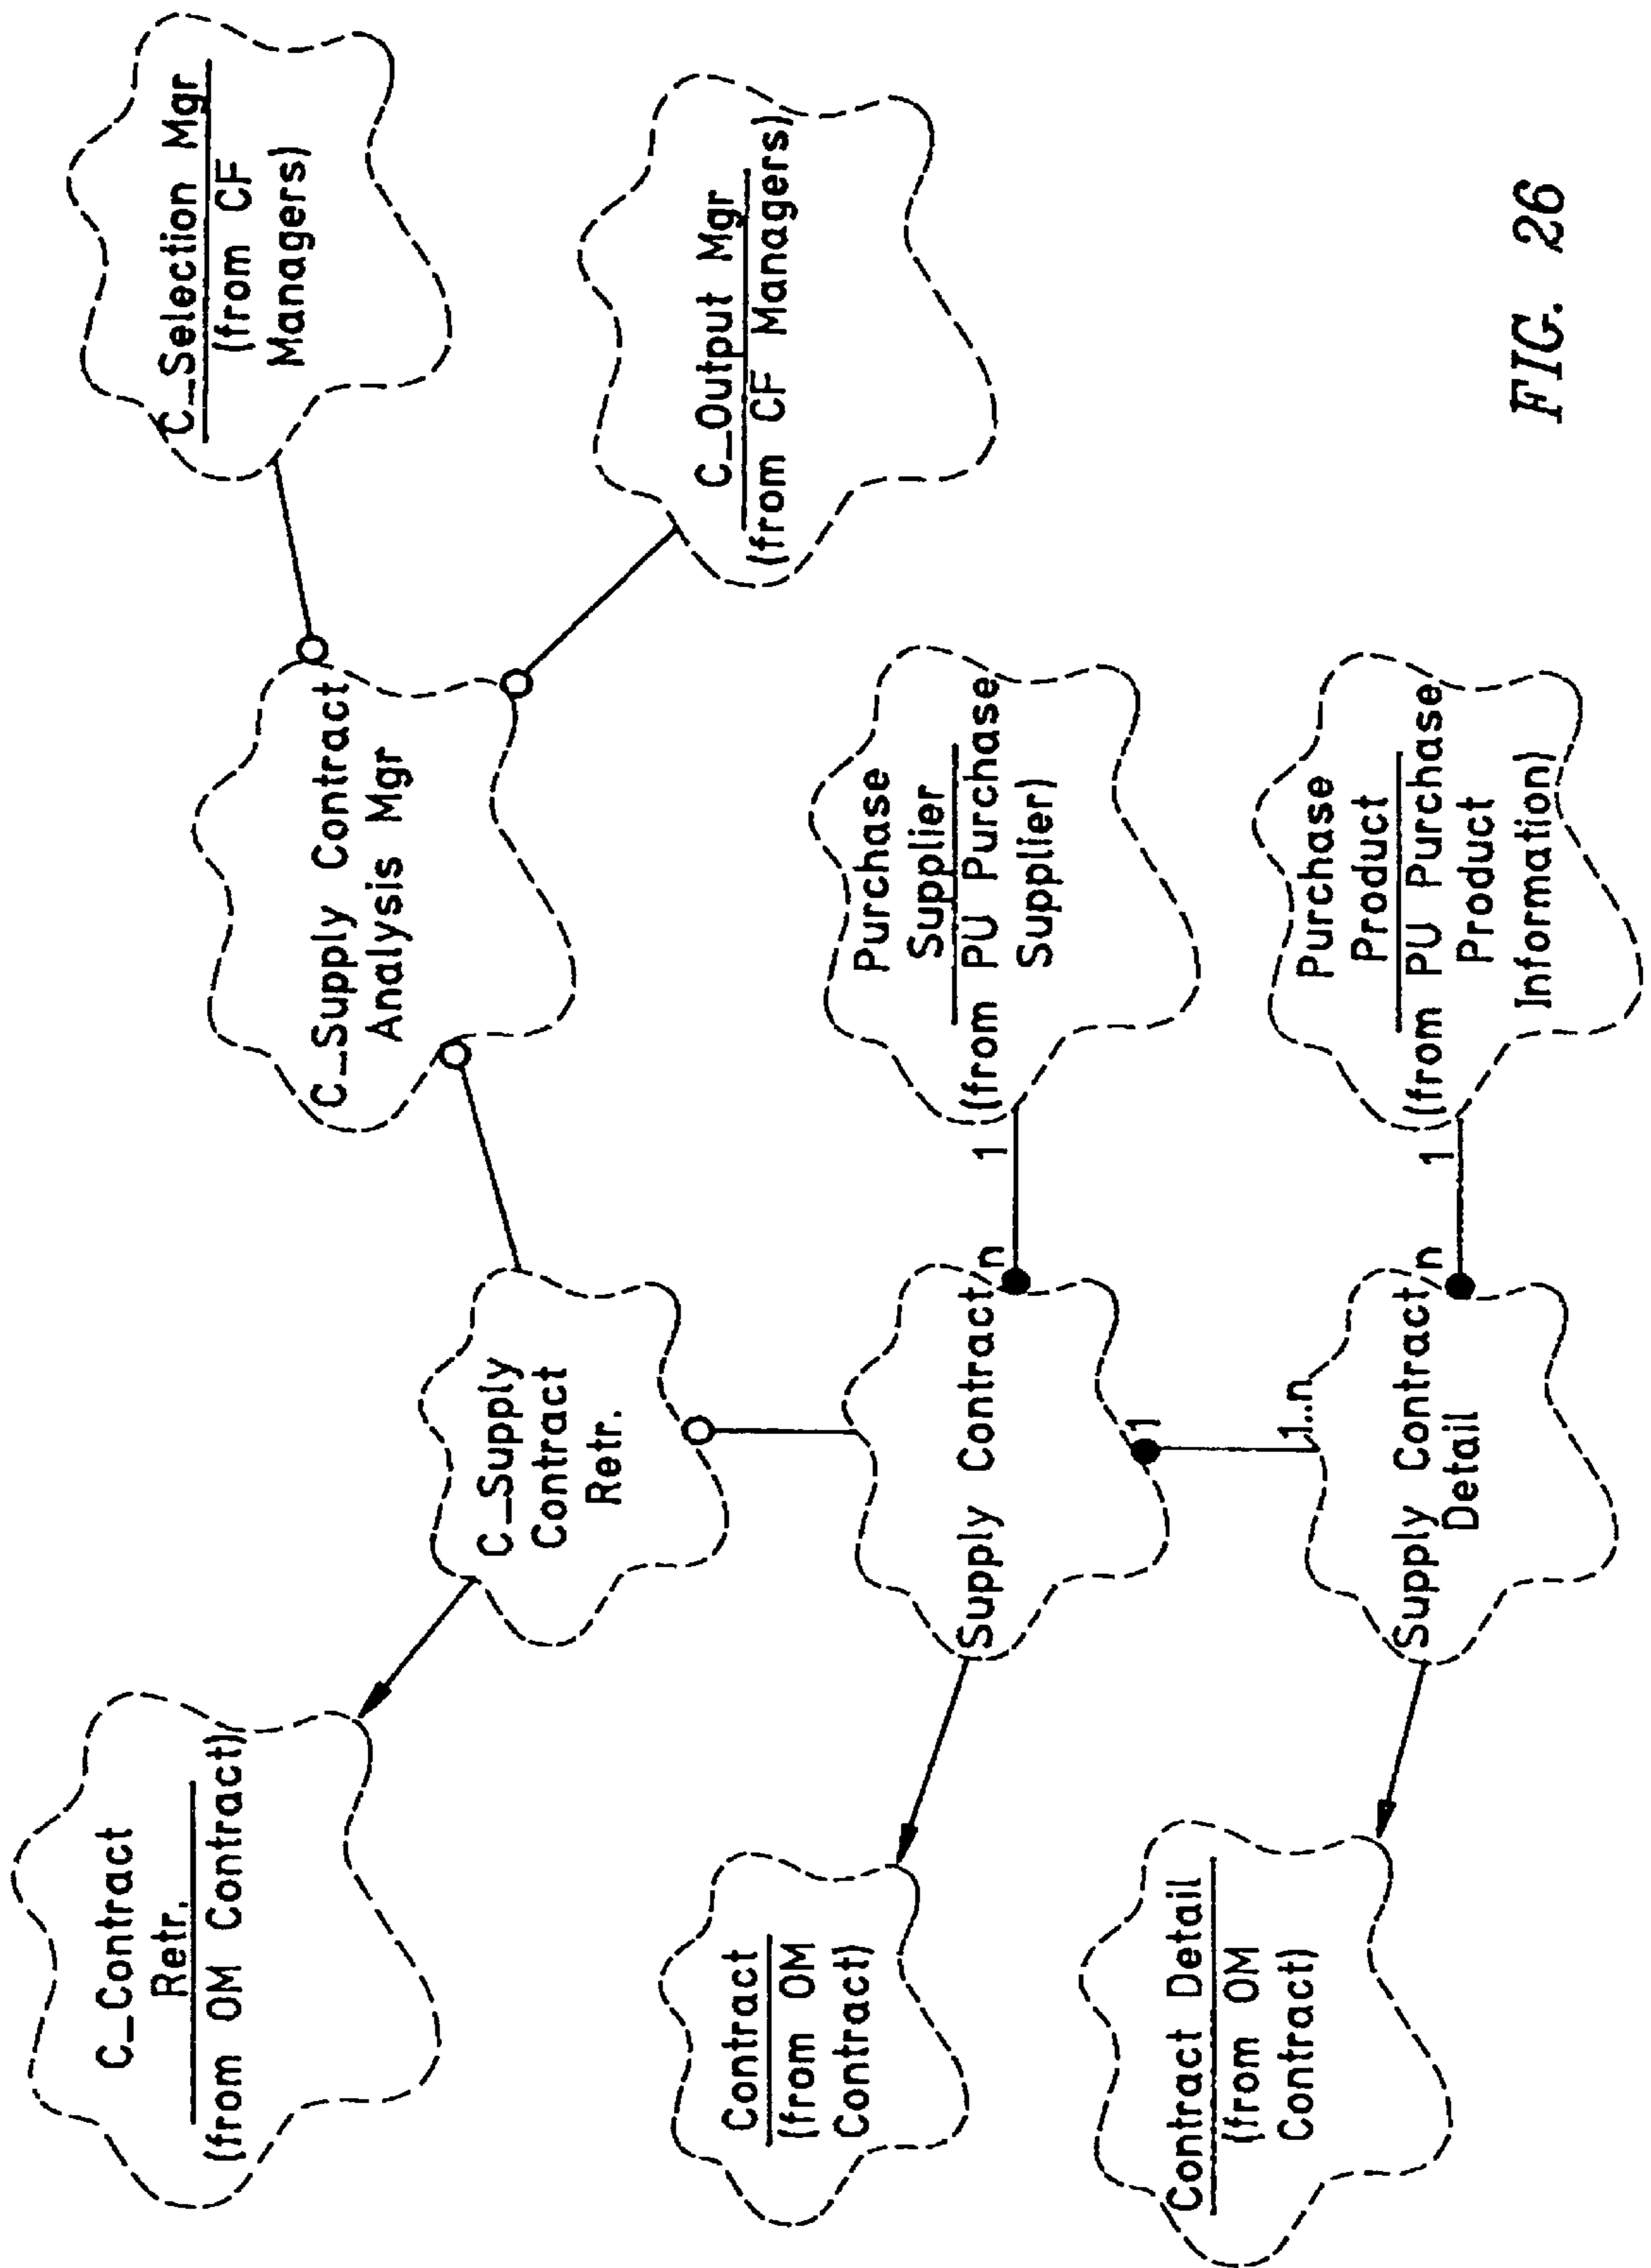 C_Contract
Retr.
(from OM Contract)
C_Supply
Contract
Retr.
C_Supply Contract
Analysis Mgr
C_Selection Mgr
(from CF
Managers)
C_Output Mgr
(from CF Managers)
Contract
(from OM
Contract)
Supply Contract
n
1
Purchase
Supplier
(from PU Purchase
Supplier)
1
1..n
Contract Detail
(from OM
Contract)
Supply Contract
Detail
n
1
Purchase
Product
(from PU Purchase
Product
Information)
FIG. 26